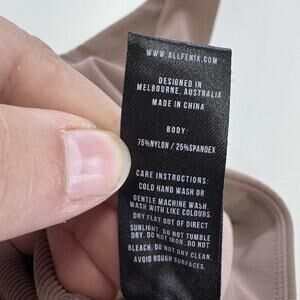 WWW.ALLFENIX.COM
DESIGNED IN
MELBOURNE, AUSTRALIA
MADE IN CHINA
BODY:
75%NYLON / 25%SPANDEX
CARE INSTRUCTIONS:
COLD HAND WASH OR
GENTLE MACHINE WASH.
WASH WITH LIKE COLOURS.
DRY FLAT OUT OF DIRECT
SUNLIGHT. DO NOT TUMBLE
DRY. DO NOT IRON. DO NOT
BLEACH. DO NOT DRY CLEAN.
AVOID ROUGH SURFACES.